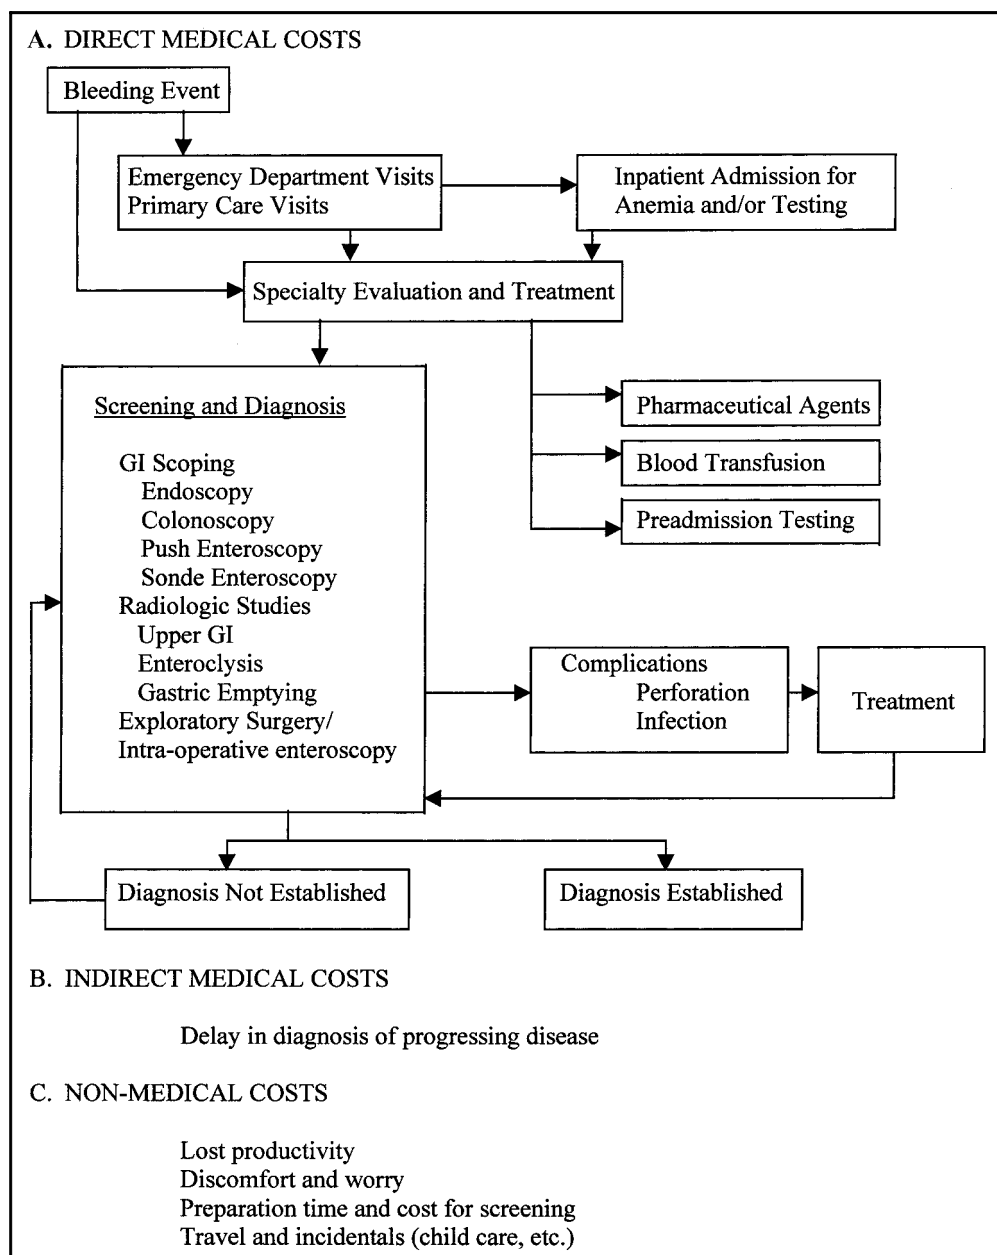 A. DIRECT MEDICAL COSTS
Bleeding Event
Emergency Department Visits
Primary Care Visits
Inpatient Admission for
Anemia and/or Testing
Specialty Evaluation and Treatment
Screening and Diagnosis
GI Scoping
Endoscopy
Colonoscopy
Push Enteroscopy
Sonde Enteroscopy
Radiologic Studies
Upper GI
Enteroclysis
Gastric Emptying
Exploratory Surgery/
Intra-operative enteroscopy
Pharmaceutical Agents
Blood Transfusion
Preadmission Testing
Complications
Perforation
Infection
Treatment
Diagnosis Not Established
Diagnosis Established
B. INDIRECT MEDICAL COSTS
Delay in diagnosis of progressing disease
C. NON-MEDICAL COSTS
Lost productivity
Discomfort and worry
Preparation time and cost for screening
Travel and incidentals (child care, etc.)